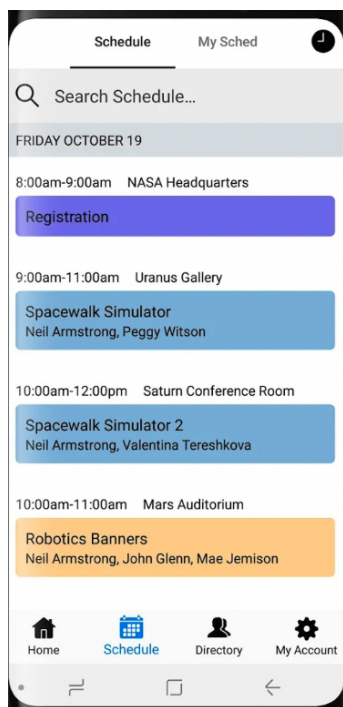 Schedule My Sched
Search Schedule...
FRIDAY OCTOBER 19
8:00am-9:00am NASA Headquarters
Registration
9:00am-11:00am Uranus Gallery
Spacewalk Simulator
Neil Armstrong, Peggy Witson
10:00am-12:00pm Saturn Conference Room
Spacewalk Simulator 2
Neil Armstrong, Valentina Tereshkova
10:00am-11:00am Mars Auditorium
Robotics Banners
Neil Armstrong, John Glenn, Mae Jemison
Home Schedule Directory My Account